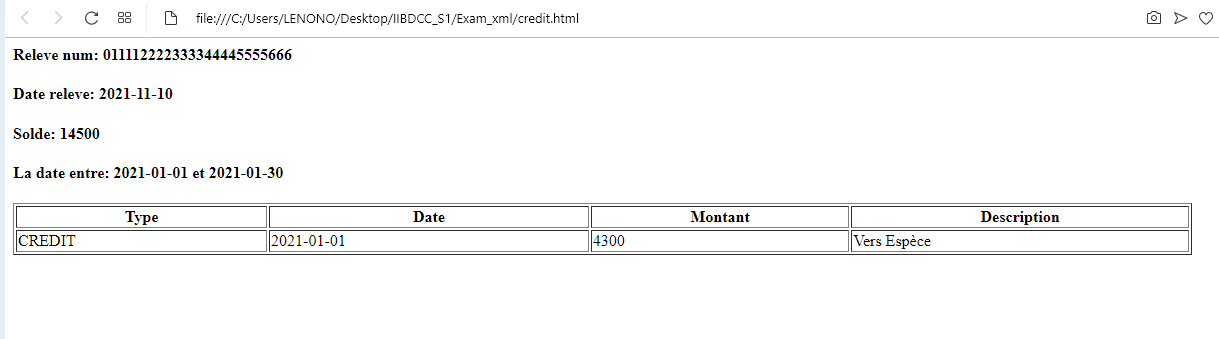 file:///C:/Users/LENONO/Desktop/IIBDCC_S1/Exam_xml/credit.html
Releve num: 011112222333344445555666
Date releve: 2021-11-10
Solde: 14500
La date entre: 2021-01-01 et 2021-01-30
Type Date Montant Description
CREDIT 2021-01-01 4300 Vers Espèce